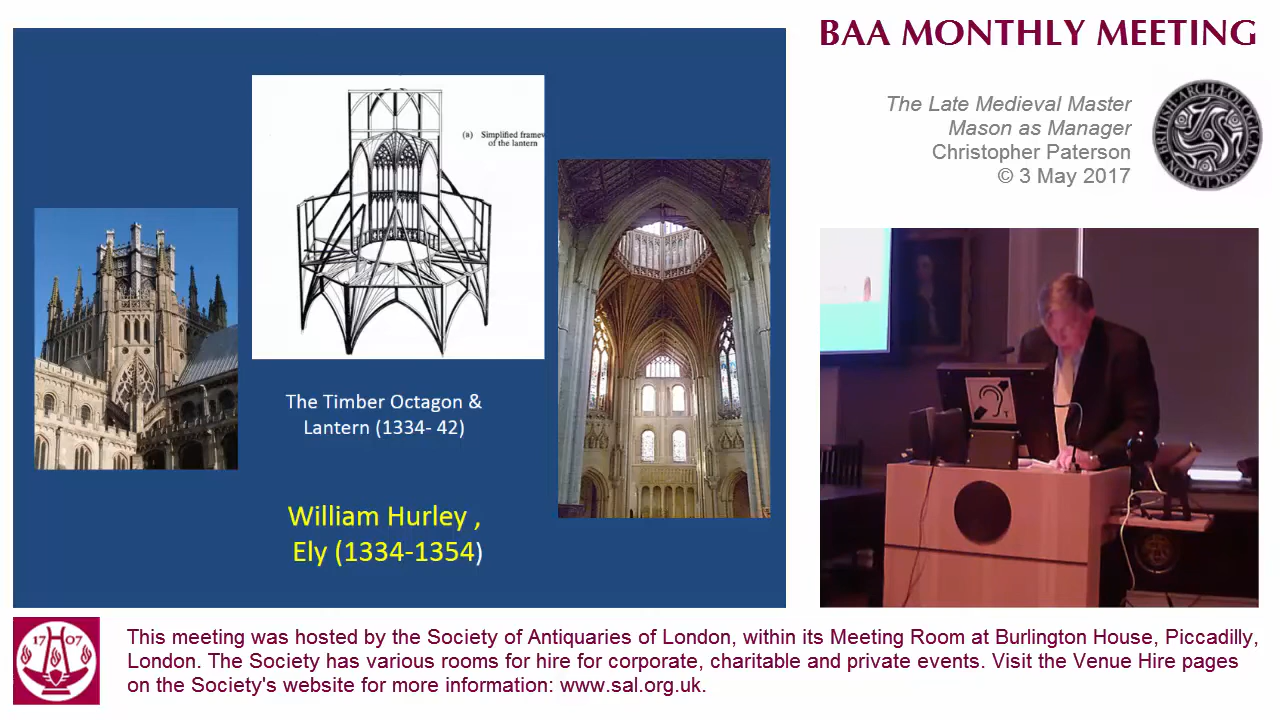 BAA MONTHLY MEETING
The Late Medieval Master
Mason as Manager
Christopher Paterson
© 3 May 2017
BRITISH ARCHÆOLOGICAL ASSOCIATION
(a) Simplified frame
of the lantern
The Timber Octagon &
Lantern (1334- 42)
William Hurley ,
Ely (1334-1354)
T
1707
This meeting was hosted by the Society of Antiquaries of London, within its Meeting Room at Burlington House, Piccadilly,
London. The Society has various rooms for hire for corporate, charitable and private events. Visit the Venue Hire pages
on the Society's website for more information: www.sal.org.uk.